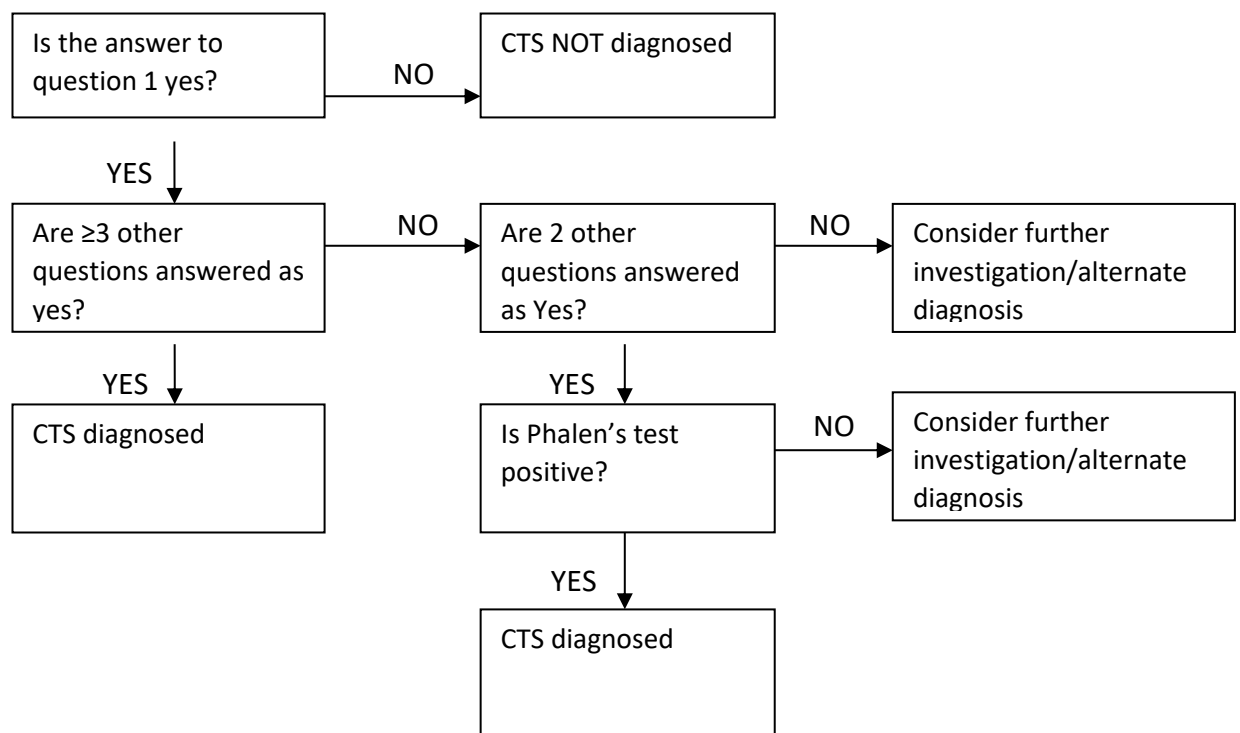 Is the answer to
question 1 yes?
NO
CTS NOT diagnosed
YES
Are ≥3 other
questions answered as
yes?
NO
Are 2 other
questions answered
as Yes?
NO
Consider further
investigation/alternate
diagnosis
YES
CTS diagnosed
YES
Is Phalen’s test
positive?
NO
Consider further
investigation/alternate
diagnosis
YES
CTS diagnosed